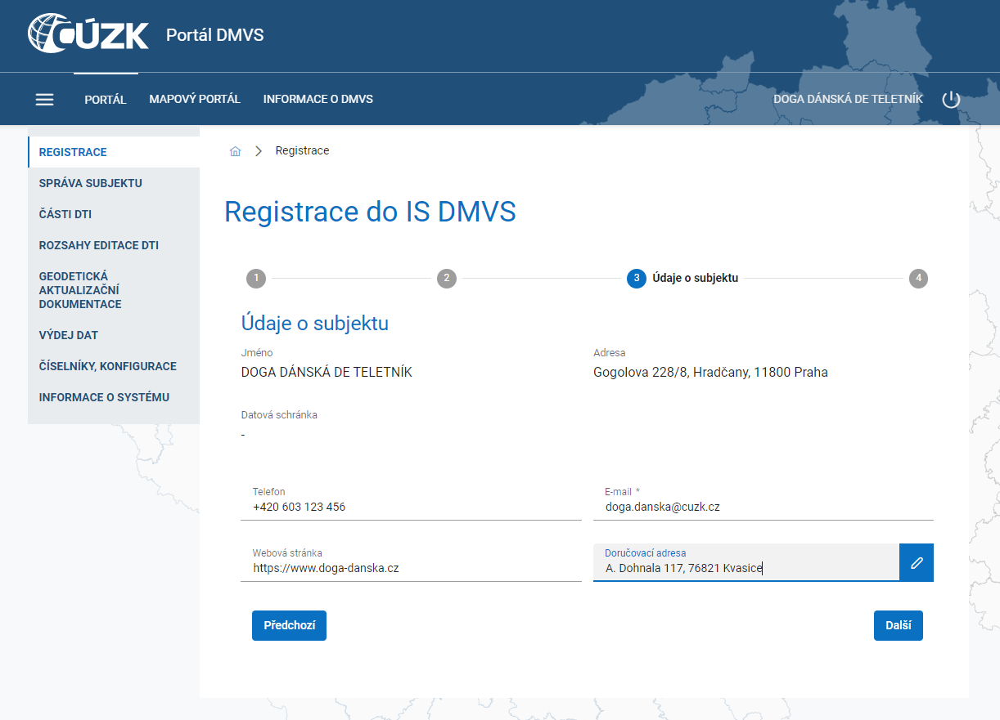 ČÚZK Portál DMVS
PORTÁL MAPOVÝ PORTÁL INFORMACE O DMVS DOGA DÁNSKÁ DE TELETNÍK
REGISTRACE
SPRÁVA SUBJEKTU
ČÁSTI DTI
ROZSAHY EDITACE DTI
GEODETICKÁ
AKTUALIZAČNÍ
DOKUMENTACE
VÝDEJ DAT
ČÍSELNÍKY, KONFIGURACE
INFORMACE O SYSTÉMU
Registrace
Registrace do IS DMVS
1 2 3 Údaje o subjektu 4
Údaje o subjektu
Jméno Adresa
DOGA DÁNSKÁ DE TELETNÍK Gogolova 228/8, Hradčany, 11800 Praha
Datová schránka
-
Telefon E-mail *
+420 603 123 456 doga.danska@cuzk.cz
Webová stránka Doručovací adresa
https://www.doga-danska.cz A. Dohnala 117, 76821 Kvasice
Předchozí Další